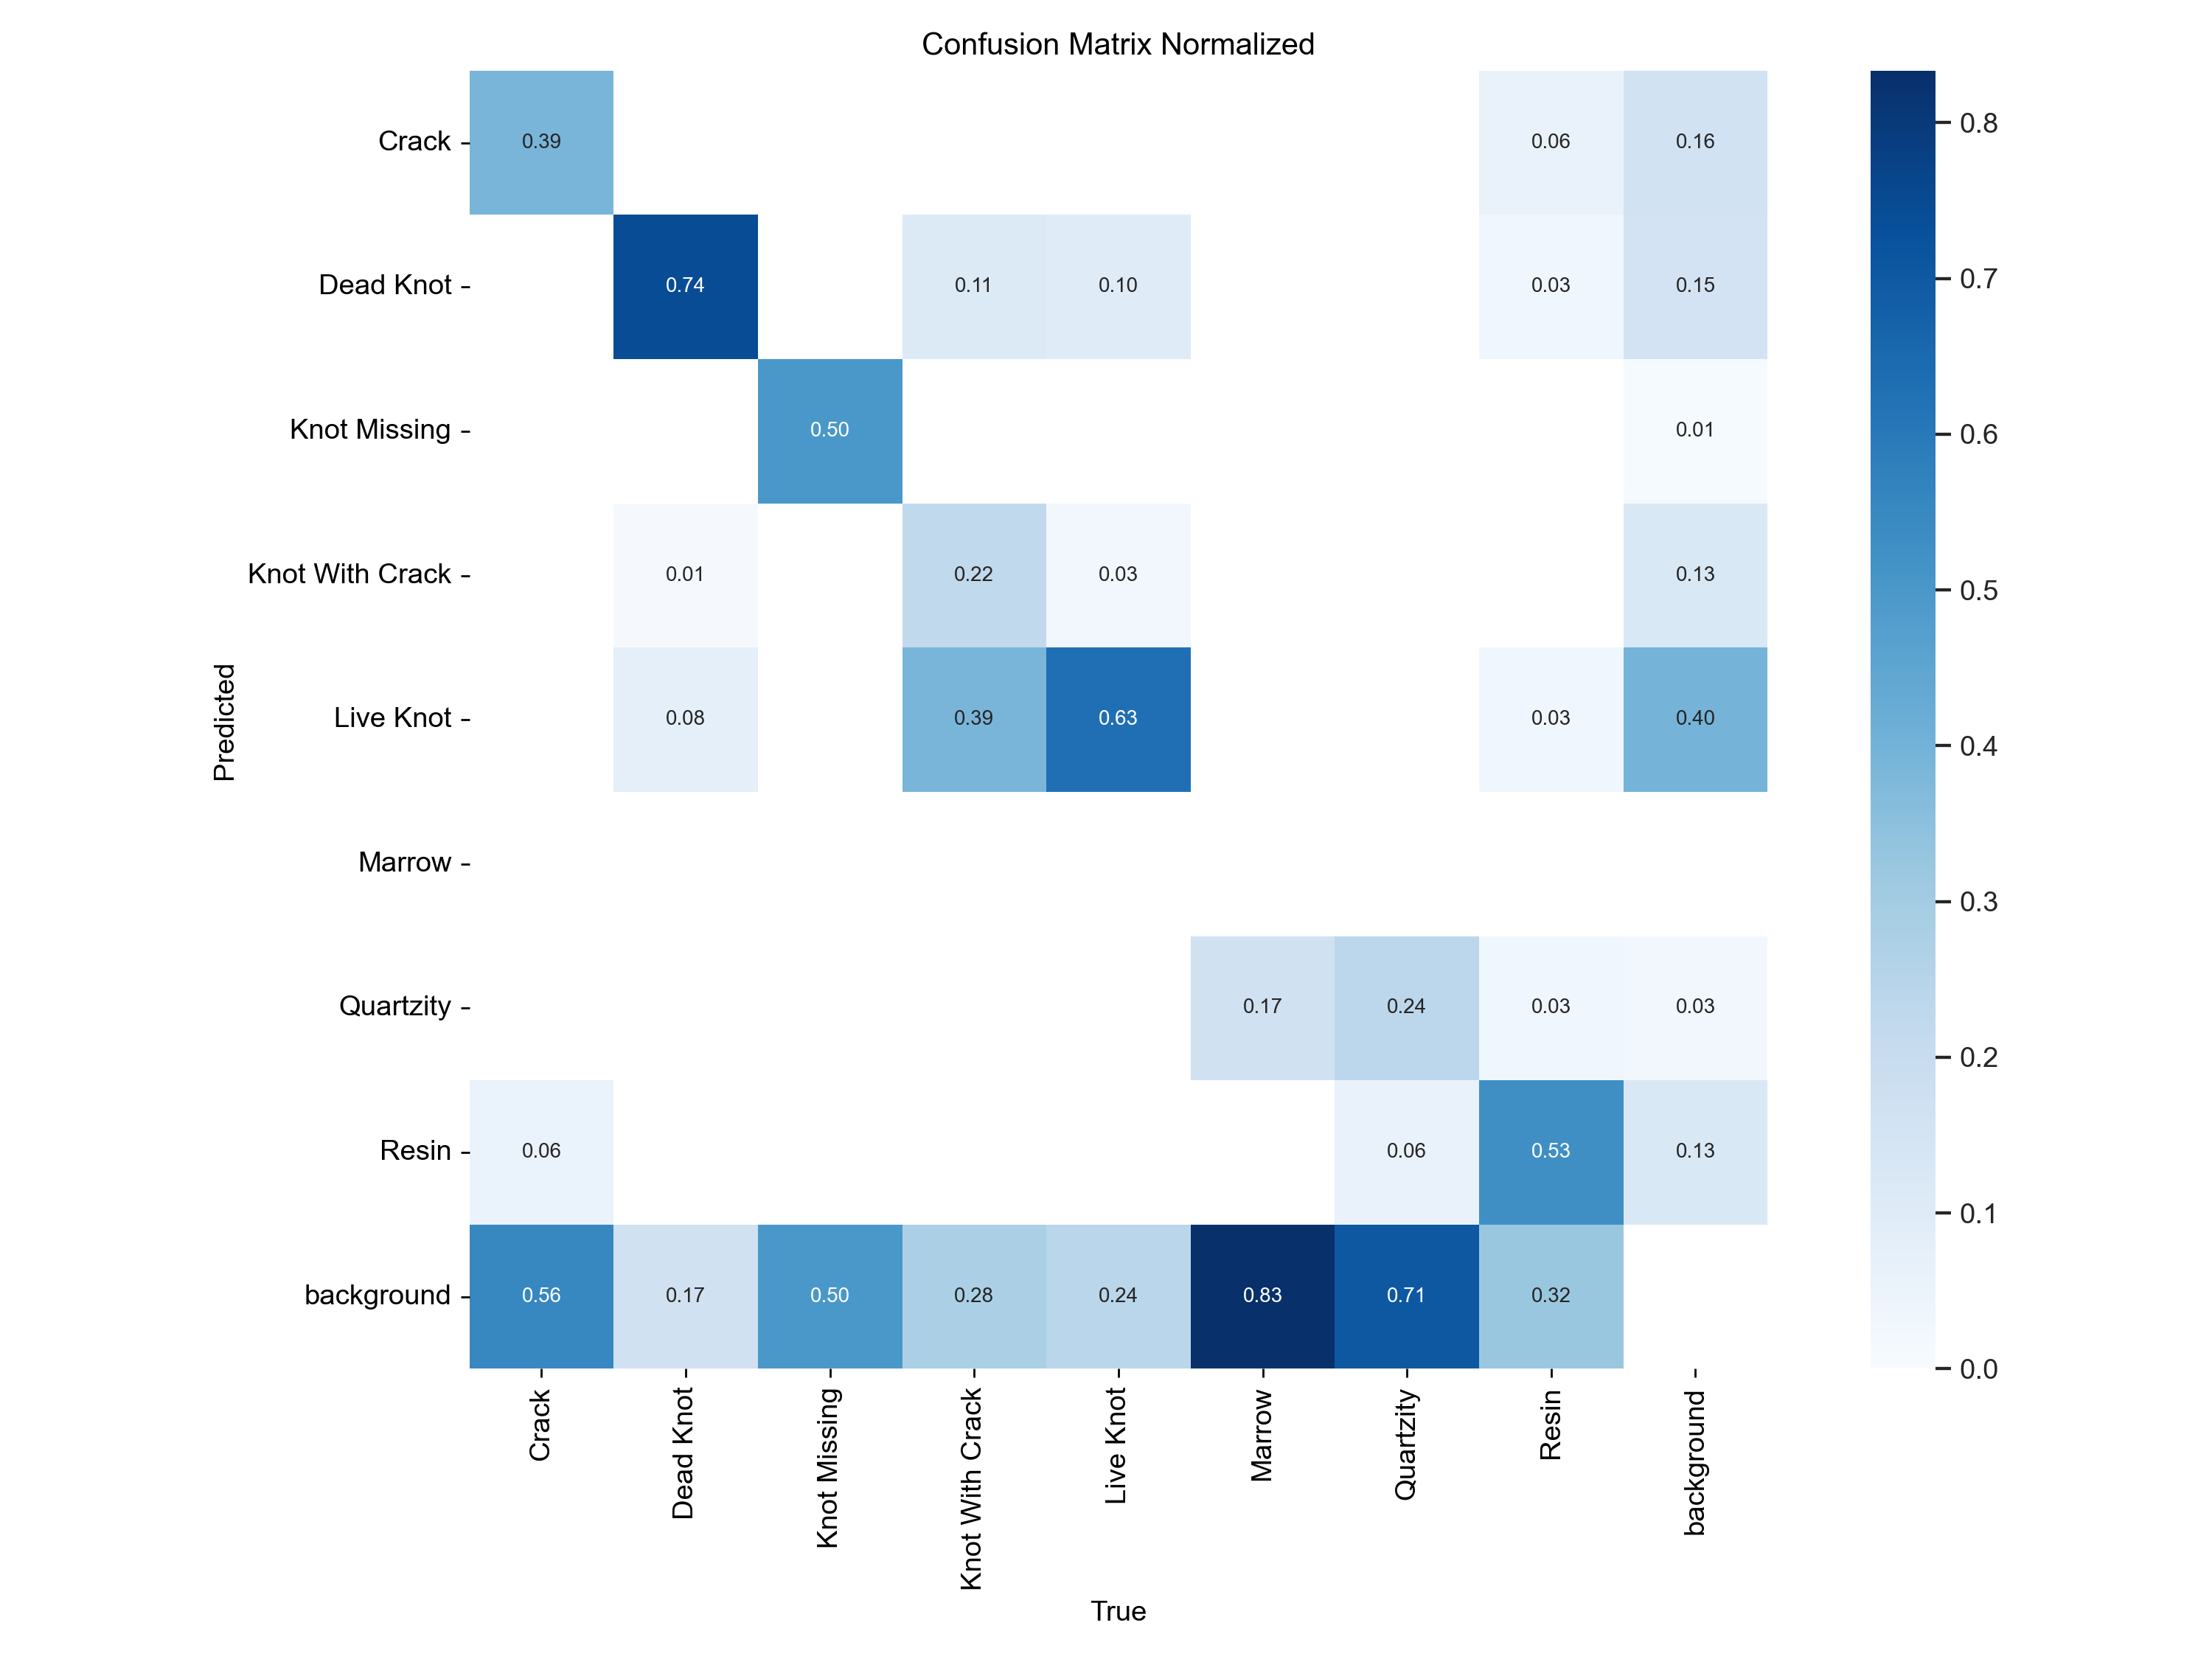 Confusion Matrix Normalized
Crack 0.39 0.06 0.16
Dead Knot 0.74 0.11 0.10 0.03 0.15
Knot Missing 0.50 0.01
Knot With Crack 0.01 0.22 0.03 0.13
Live Knot 0.08 0.39 0.63 0.03 0.40
Marrow
Quartzity 0.17 0.24 0.03 0.03
Resin 0.06 0.06 0.53 0.13
background 0.56 0.17 0.50 0.28 0.24 0.83 0.71 0.32
Predicted
Crack
Dead Knot
Knot Missing
Knot With Crack
Live Knot
Marrow
Quartzity
Resin
background
True
0.8
0.7
0.6
0.5
0.4
0.3
0.2
0.1
0.0